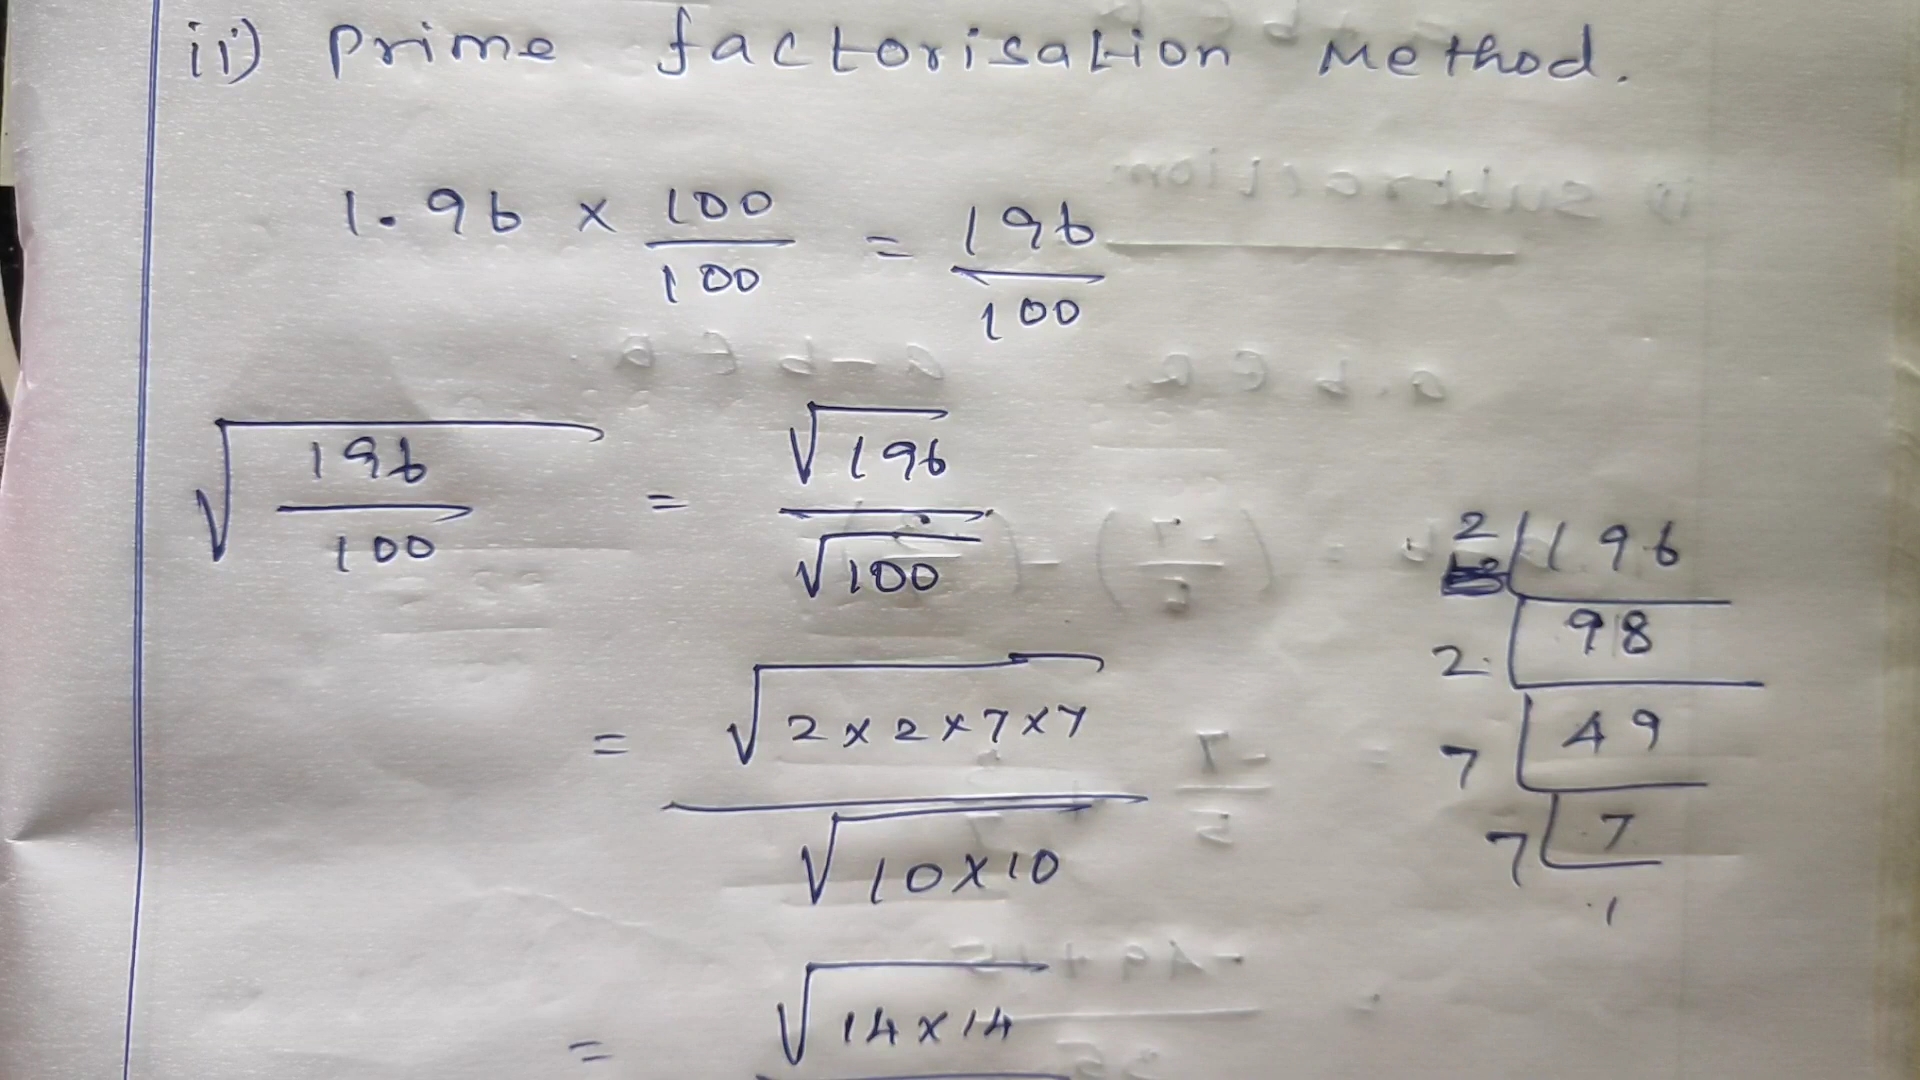 ii) Prime factorisation Method.
1.96 × 100/100 = 196/100
√(196/100) = √196/√100
2 | 196
2 | 98
7 | 49
7 | 7
1
= √(2×2×7×7)/√(10×10)
= √(14×14)